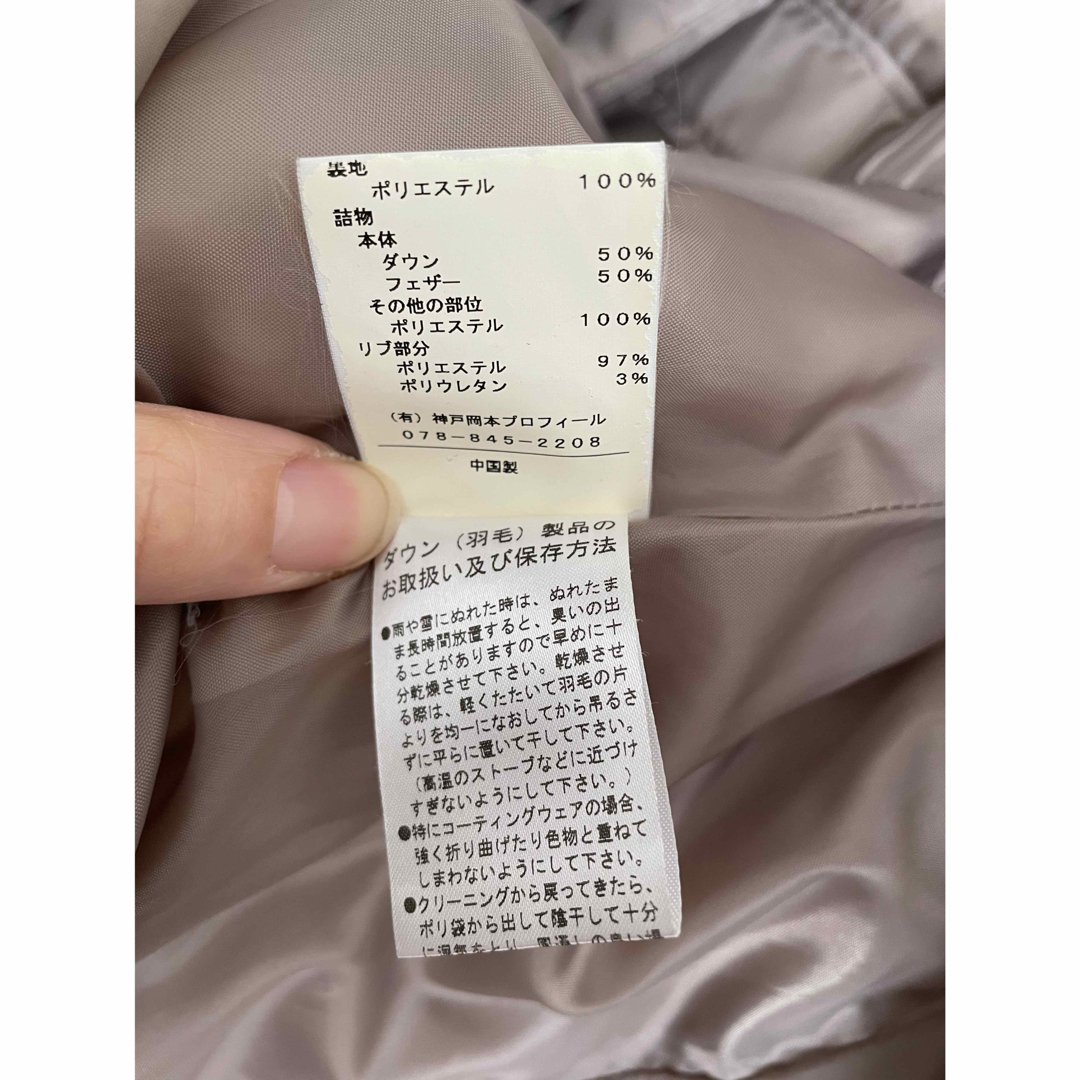 裏地
ポリエステル 100%
詰物
本体
ダウン 50%
フェザー 50%
その他の部位
ポリエステル 100%
リブ部分
ポリエステル 97%
ポリウレタン 3%
(有)神戸岡本プロフィール
078-845-2208
中国製
ダウン(羽毛)製品の
お取扱い及び保存方法
●雨や雪にぬれた時は、ぬれたま
ま長時間放置すると、臭いの出
ることがありますので早めに十
分乾燥させて下さい。乾燥させ
る際は、軽くたたいて羽毛の片
よりを均一になおしてから吊るさ
ずに平らに置いて干して下さい。
(高温のストーブなどに近づけ
すぎないようにして下さい。)
●特にコーティングウェアの場合、
強く折り曲げたり色物と重ねて
しまわないようにして下さい。
●クリーニングから戻ってきたら、
ポリ袋から出して陰干しで十分
に湿気をとり、風通しの良い場